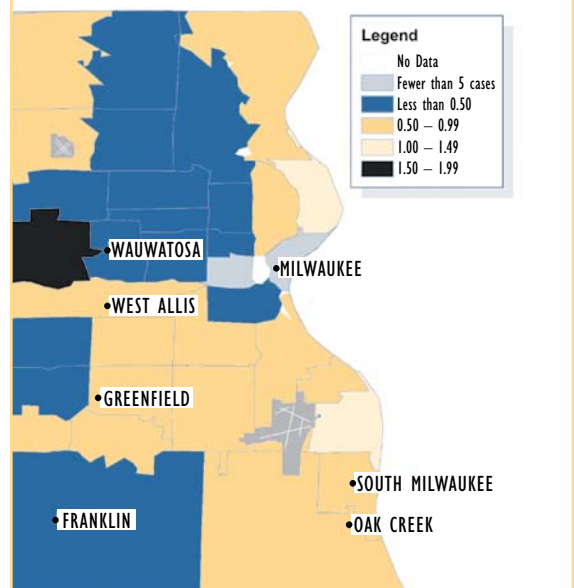 Legend
No Data
Fewer than 5 cases
Less than 0.50
0.50 – 0.99
1.00 – 1.49
1.50 – 1.99
WAUWATOSA
MILWAUKEE
WEST ALLIS
GREENFIELD
SOUTH MILWAUKEE
FRANKLIN
OAK CREEK